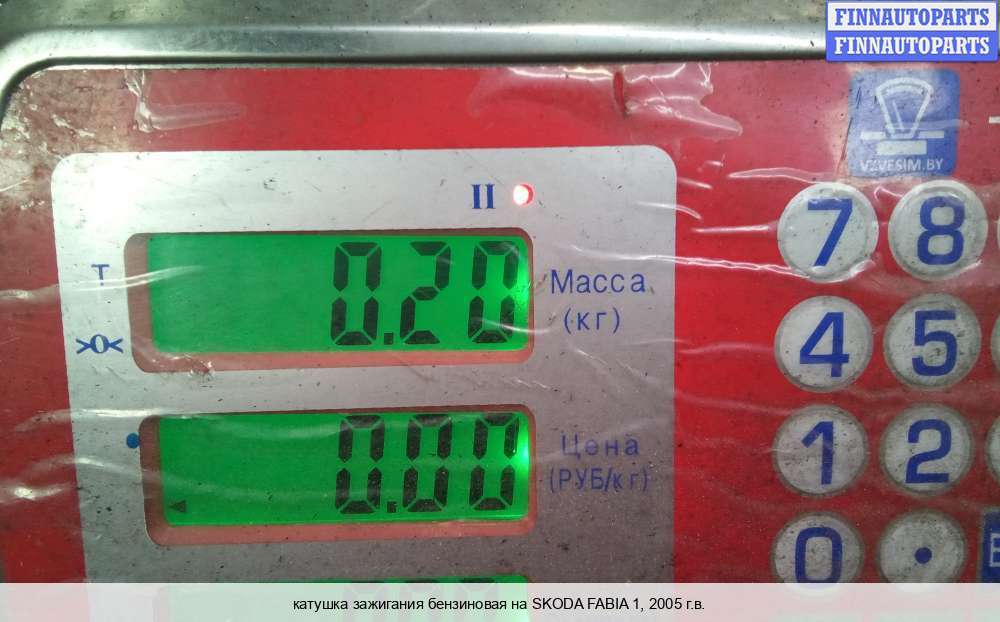 FINNAUTOPARTS
FINNAUTOPARTS
VZVESIM.BY
II
7 8
T
0.20
Масса
(кг)
>0<
4 5
0.00
Цена
(РУБ/кг)
1 2
0 .
катушка зажигания бензиновая на SKODA FABIA 1, 2005 г.в.